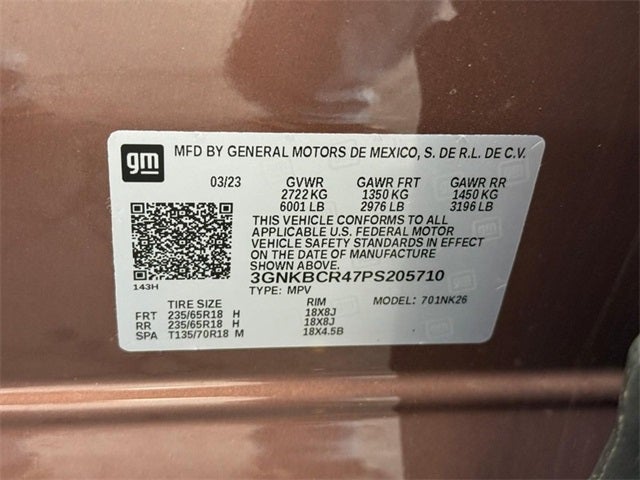 gm MFD BY GENERAL MOTORS DE MEXICO, S. DE R.L. DE C.V.
03/23 GVWR GAWR FRT GAWR RR
2722 KG 1350 KG 1450 KG
6001 LB 2976 LB 3196 LB
THIS VEHICLE CONFORMS TO ALL
APPLICABLE U.S. FEDERAL MOTOR
VEHICLE SAFETY STANDARDS IN EFFECT
ON THE DATE OF MANUFACTURE
SHOWN ABOVE.
3GNKBCR47PS205710
143H TYPE: MPV MODEL: 701NK26
TIRE SIZE RIM
FRT 235/65R18 H 18X8J
RR 235/65R18 H 18X8J
SPA T135/70R18 M 18X4.5B